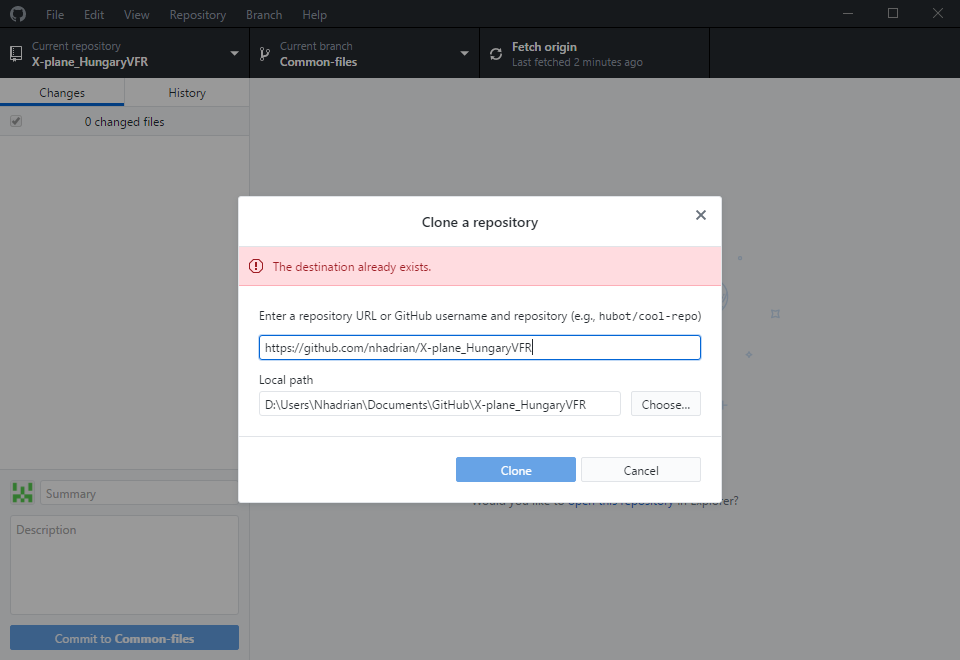 File Edit View Repository Branch Help
Current repository
X-plane_HungaryVFR
Current branch
Common-files
Fetch origin
Last fetched 2 minutes ago
Changes History
0 changed files
Clone a repository
The destination already exists.
Enter a repository URL or GitHub username and repository (e.g., hubot/cool-repo)
https://github.com/nhadrian/X-plane_HungaryVFR
Local path
D:\Users\Nhadrian\Documents\GitHub\X-plane_HungaryVFR
Choose...
Clone
Cancel
Would you like to open this repository in Explorer?
Summary
Description
Commit to Common-files